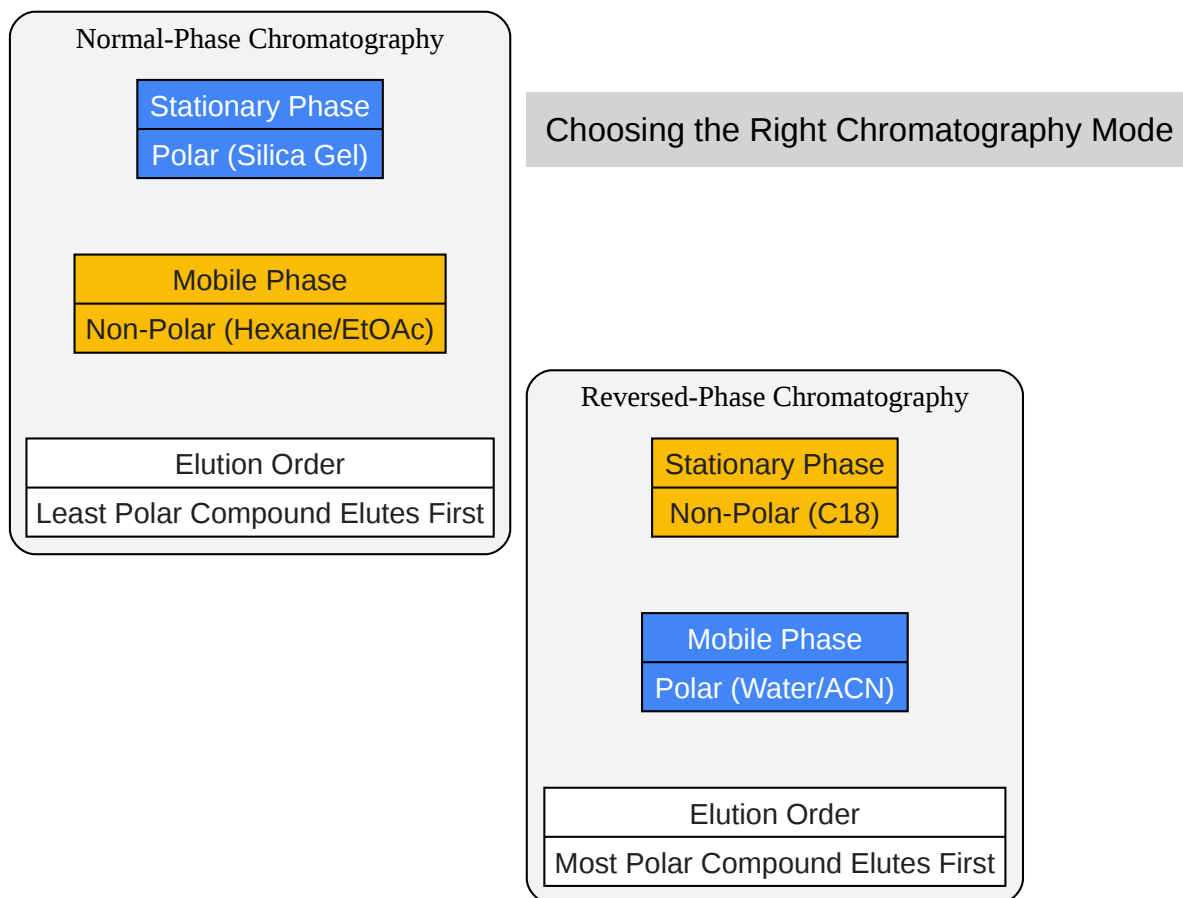 Normal-Phase Chromatography
Stationary Phase
Polar (Silica Gel)
Mobile Phase
Non-Polar (Hexane/EtOAc)
Elution Order
Least Polar Compound Elutes First
Choosing the Right Chromatography Mode
Reversed-Phase Chromatography
Stationary Phase
Non-Polar (C18)
Mobile Phase
Polar (Water/ACN)
Elution Order
Most Polar Compound Elutes First